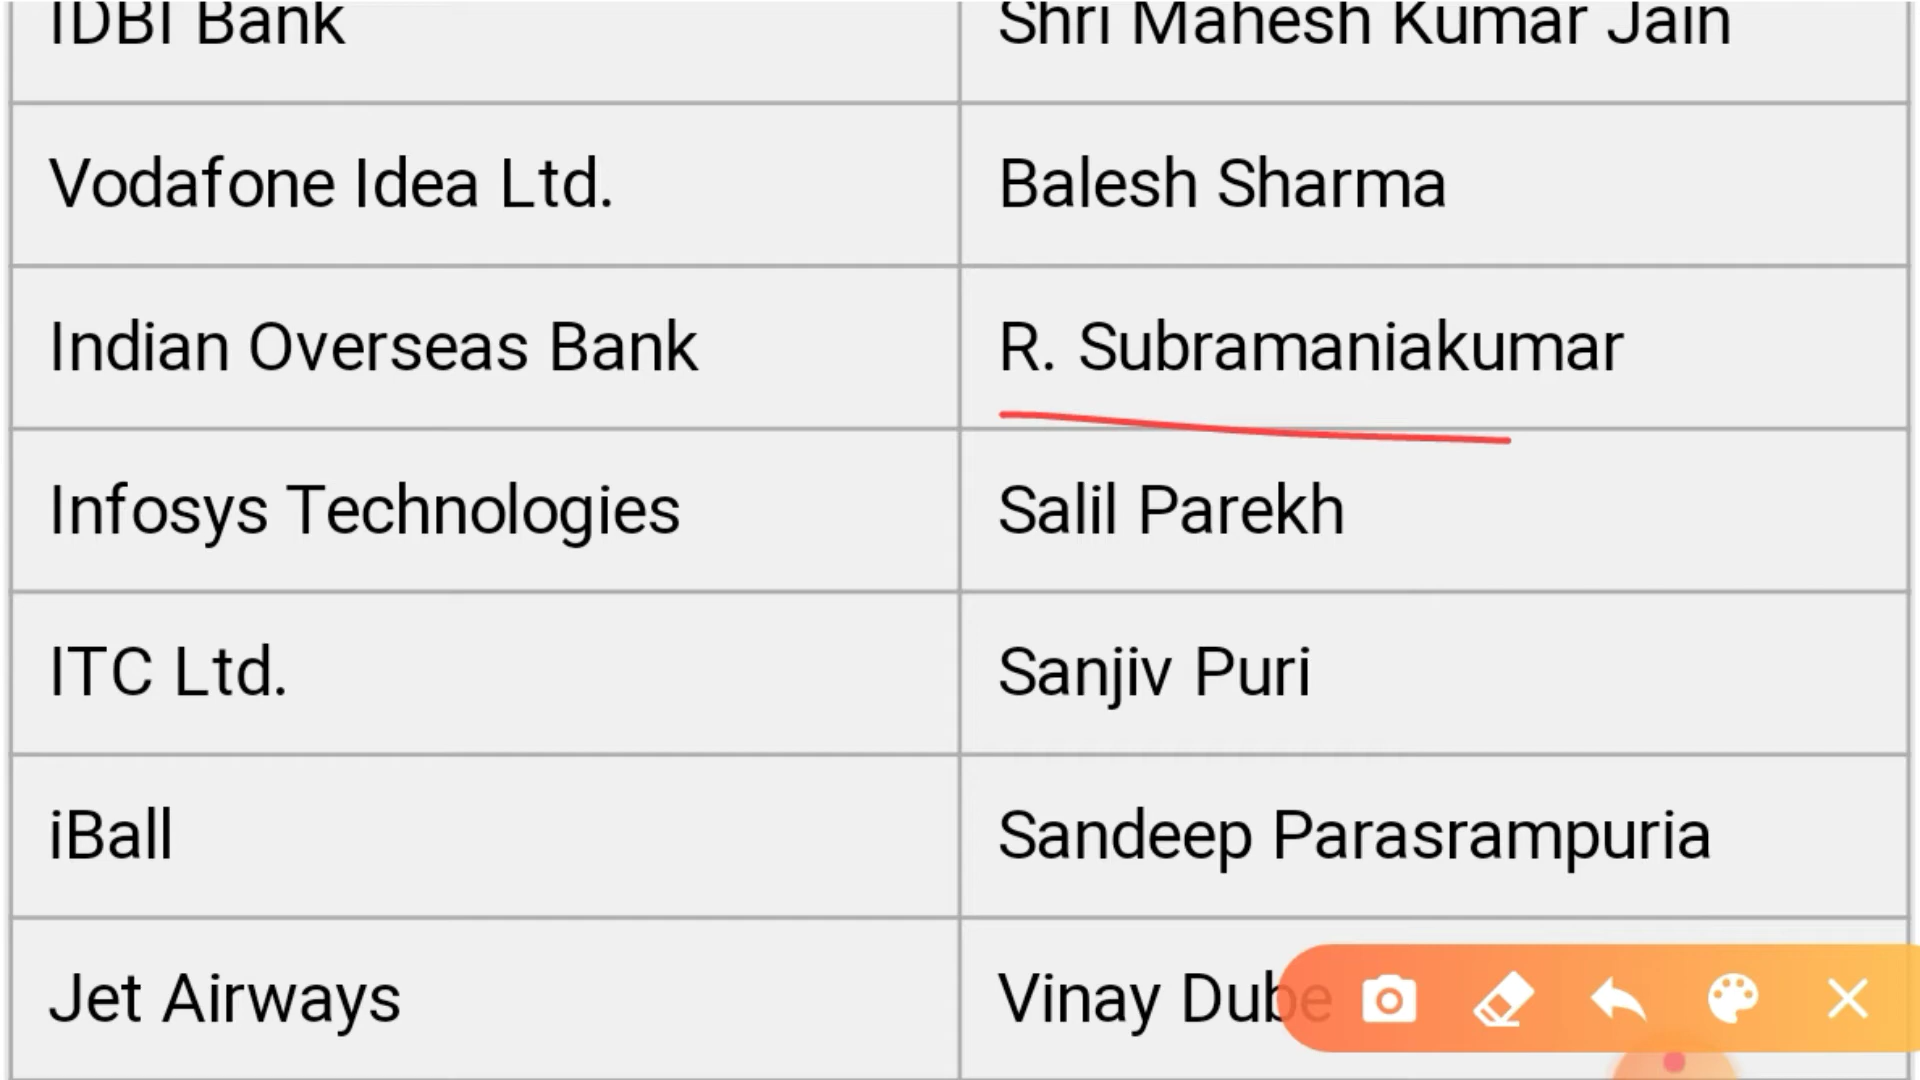 IDBI Bank Shri Mahesh Kumar Jain
Vodafone Idea Ltd. Balesh Sharma
Indian Overseas Bank R. Subramaniakumar
Infosys Technologies Salil Parekh
ITC Ltd. Sanjiv Puri
iBall Sandeep Parasrampuria
Jet Airways Vinay Dube